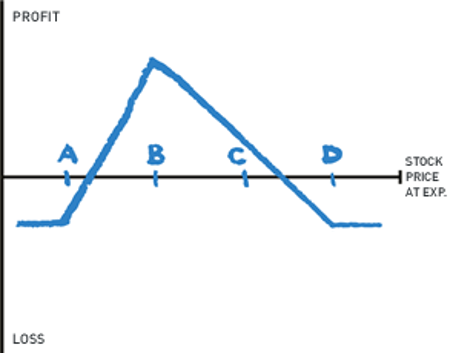 PROFIT
A B C D
STOCK
PRICE
AT EXP.
LOSS